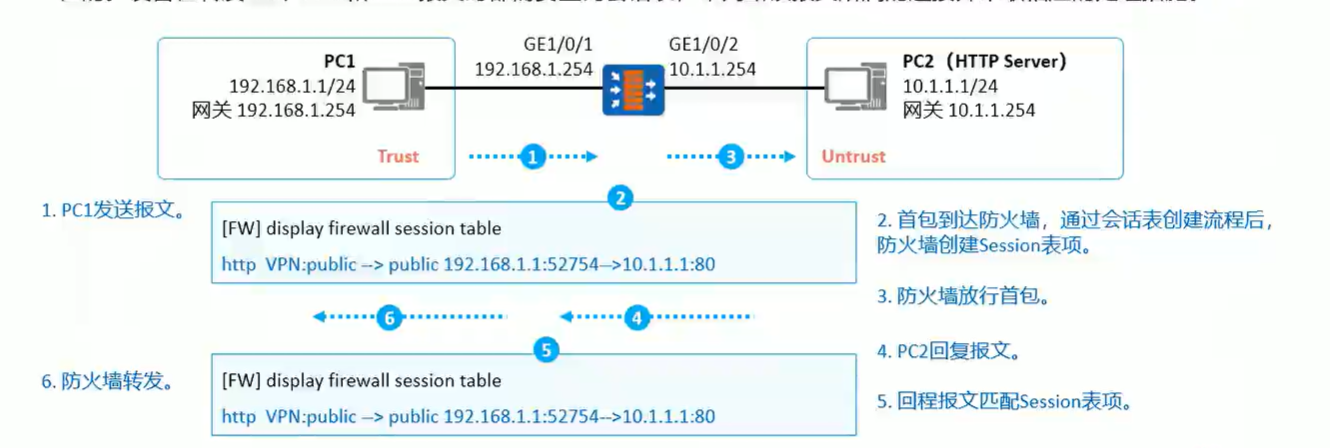 GE1/0/1
GE1/0/2
PC1
192.168.1.254
10.1.1.254
PC2（HTTP Server）
192.168.1.1/24
10.1.1.1/24
网关 192.168.1.254
网关 10.1.1.254
Trust
1
3
Untrust
1. PC1发送报文。
2
[FW] display firewall session table
http VPN:public --> public 192.168.1.1:52754-->10.1.1.1:80
2. 首包到达防火墙，通过会话表创建流程后，
防火墙创建Session表项。
3. 防火墙放行首包。
6
4
5
4. PC2回复报文。
6. 防火墙转发。
[FW] display firewall session table
http VPN:public --> public 192.168.1.1:52754-->10.1.1.1:80
5. 回程报文匹配Session表项。